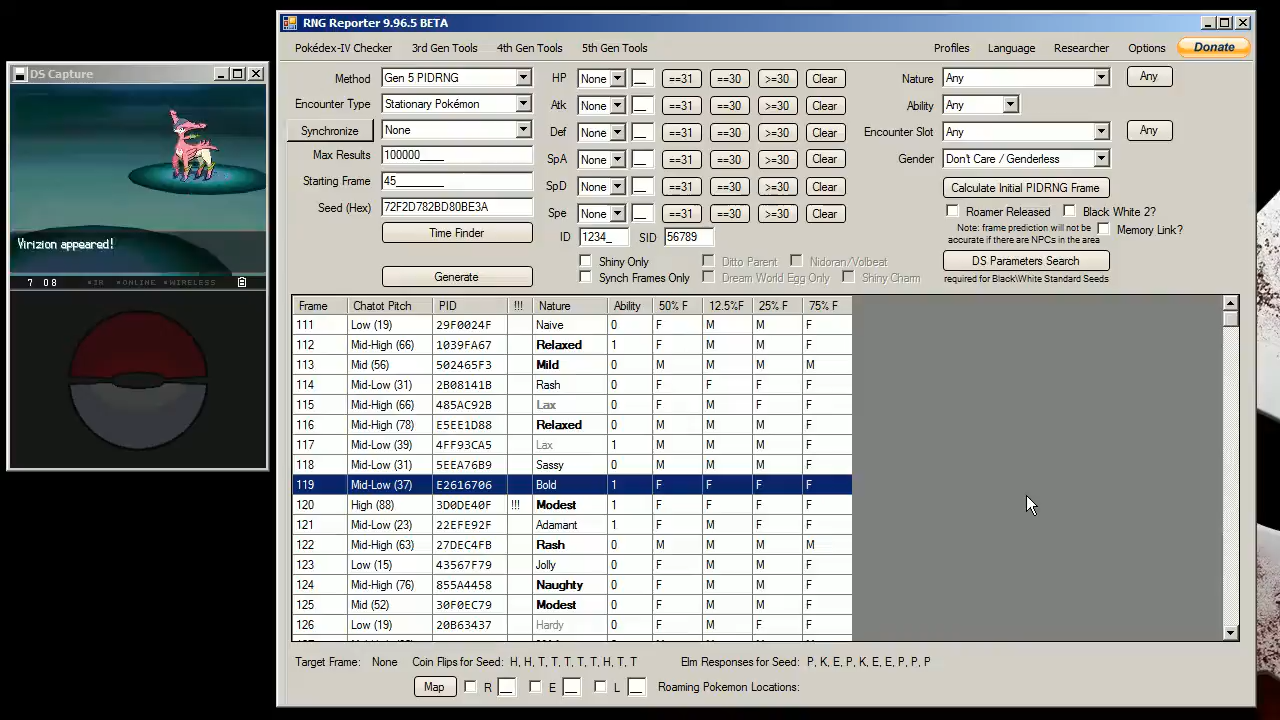 RNG Reporter 9.96.5 BETA
Pokédex-IV Checker 3rd Gen Tools 4th Gen Tools 5th Gen Tools Profiles Language Researcher Options Donate
DS Capture
Virizion appeared!
7 08 ONLINE WIRELESS
Method Gen 5 PIDRNG HP None __ ==31 ==30 >=30 Clear Nature Any Any
Encounter Type Stationary Pokémon Atk None __ ==31 ==30 >=30 Clear Ability Any
Synchronize None Def None __ ==31 ==30 >=30 Clear Encounter Slot Any Any
Max Results 100000____ SpA None __ ==31 ==30 >=30 Clear Gender Don't Care / Genderless
Starting Frame 45________ SpD None __ ==31 ==30 >=30 Clear Calculate Initial PIDRNG Frame
Seed (Hex) 72F2D782BD80BE3A Spe None __ ==31 ==30 >=30 Clear Roamer Released Black White 2?
Time Finder ID 1234_ SID 56789 Note: frame prediction will not be Memory Link?
accurate if there are NPCs in the area
Shiny Only Ditto Parent Nidoran/Volbeat DS Parameters Search
Generate Synch Frames Only Dream World Egg Only Shiny Charm required for Black\White Standard Seeds
Frame Chatot Pitch PID !!! Nature Ability 50% F 12.5%F 25% F 75% F
111 Low (19) 29F0024F Naive 0 F M M F
112 Mid-High (66) 1039FA67 Relaxed 1 F M F F
113 Mid (56) 502465F3 Mild 0 M M M M
114 Mid-Low (31) 2B08141B Rash 0 F F F F
115 Mid-High (66) 485AC92B Lax 0 F M F F
116 Mid-High (78) E5EE1D88 Relaxed 0 M M M F
117 Mid-Low (39) 4FF93CA5 Lax 1 M M M F
118 Mid-Low (31) 5EEA76B9 Sassy 0 M M M F
119 Mid-Low (37) E2616706 Bold 1 F F F F
120 High (88) 3D0DE40F !!! Modest 1 F F F F
121 Mid-Low (23) 22EFE92F Adamant 1 F M F F
122 Mid-High (63) 27DEC4FB Rash 0 M M M M
123 Low (15) 43567F79 Jolly 0 F M M F
124 Mid-High (76) 855A4458 Naughty 0 F M M F
125 Mid (52) 30F0EC79 Modest 0 F M M F
126 Low (19) 20B63437 Hardy 0 F M F F
Target Frame: None Coin Flips for Seed: H, H, T, T, T, T, T, H, T, T Elm Responses for Seed: P, K, E, P, K, E, E, P, P, P
Map R __ E __ L __ Roaming Pokemon Locations: